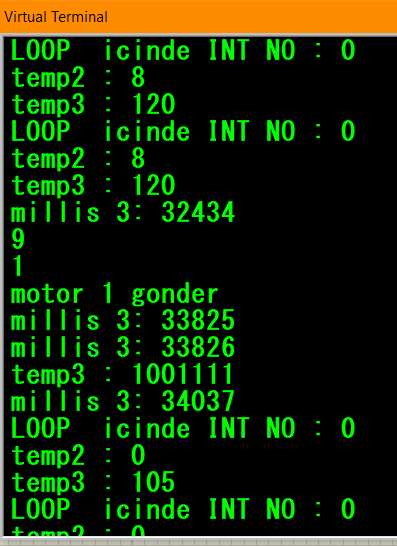 Virtual Terminal
LOOP  icinde INT NO : 0
temp2 : 8
temp3 : 120
LOOP  icinde INT NO : 0
temp2 : 8
temp3 : 120
millis 3: 32434
9
1
motor 1 gonder
millis 3: 33825
millis 3: 33826
temp3 : 1001111
millis 3: 34037
LOOP  icinde INT NO : 0
temp2 : 0
temp3 : 105
LOOP  icinde INT NO : 0
temp2 : 0